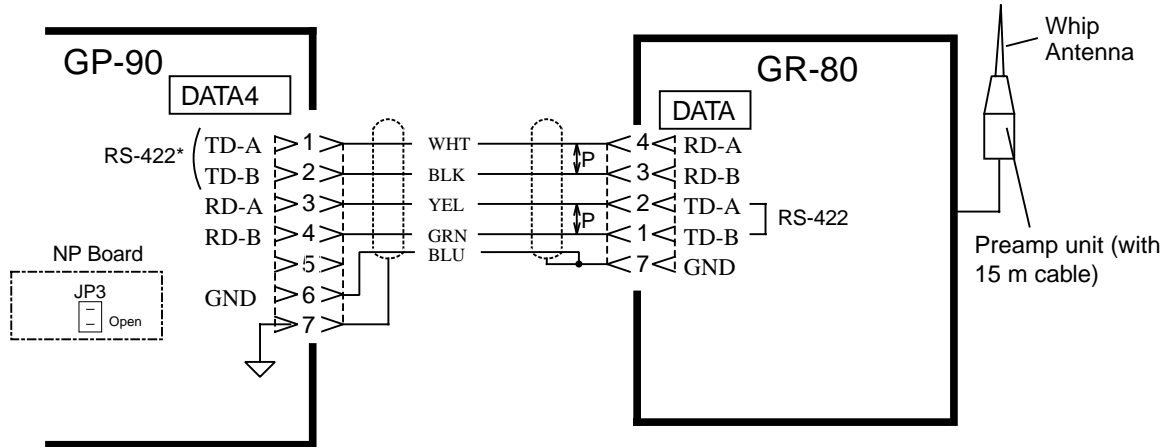 GP-90
DATA4
RS-422*
TD-A 1
TD-B 2
RD-A 3
RD-B 4
5
GND 6
7
NP Board
JP3
Open
WHT
BLK
YEL
GRN
BLU
P
P
GR-80
DATA
4 RD-A
3 RD-B
2 TD-A
1 TD-B
7 GND
RS-422
Whip
Antenna
Preamp unit (with
15 m cable)